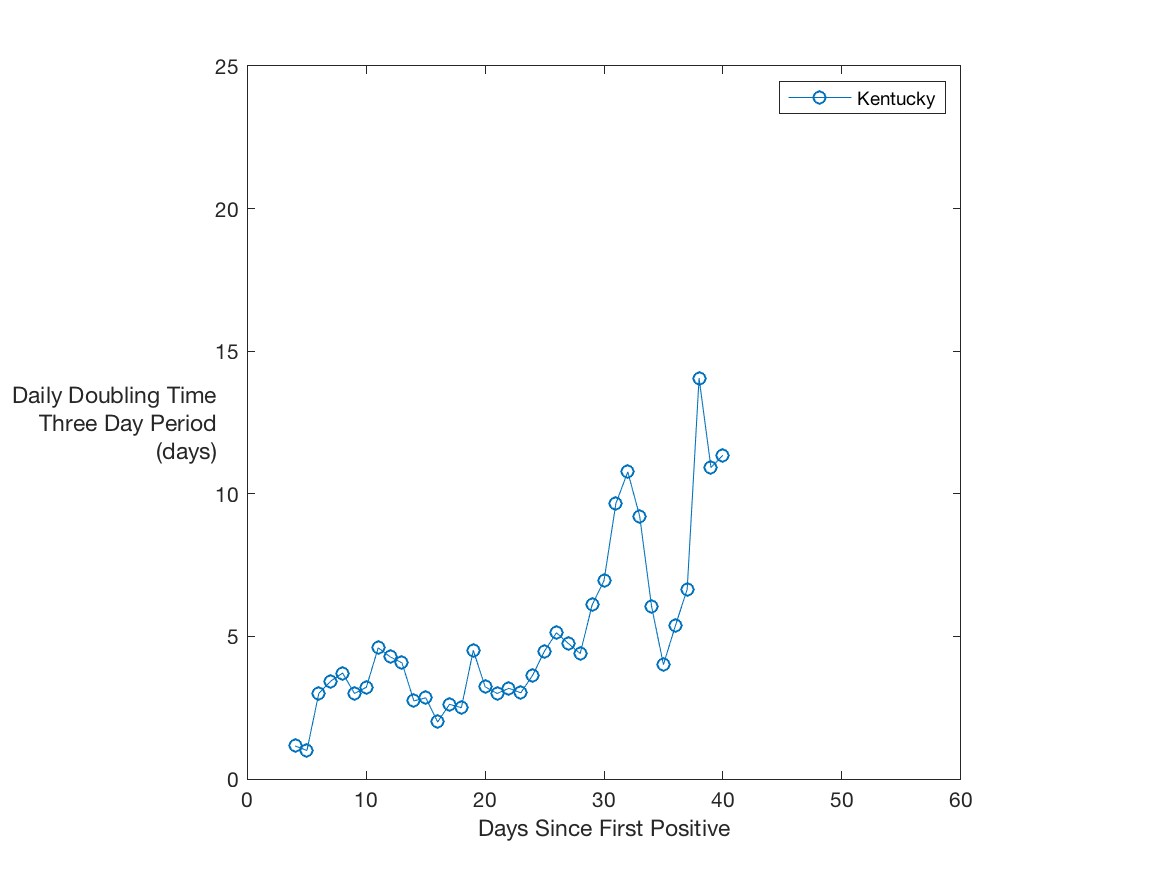 25
Kentucky
20
15
Daily Doubling Time
Three Day Period
(days)
10
5
0
0 10 20 30 40 50 60
Days Since First Positive